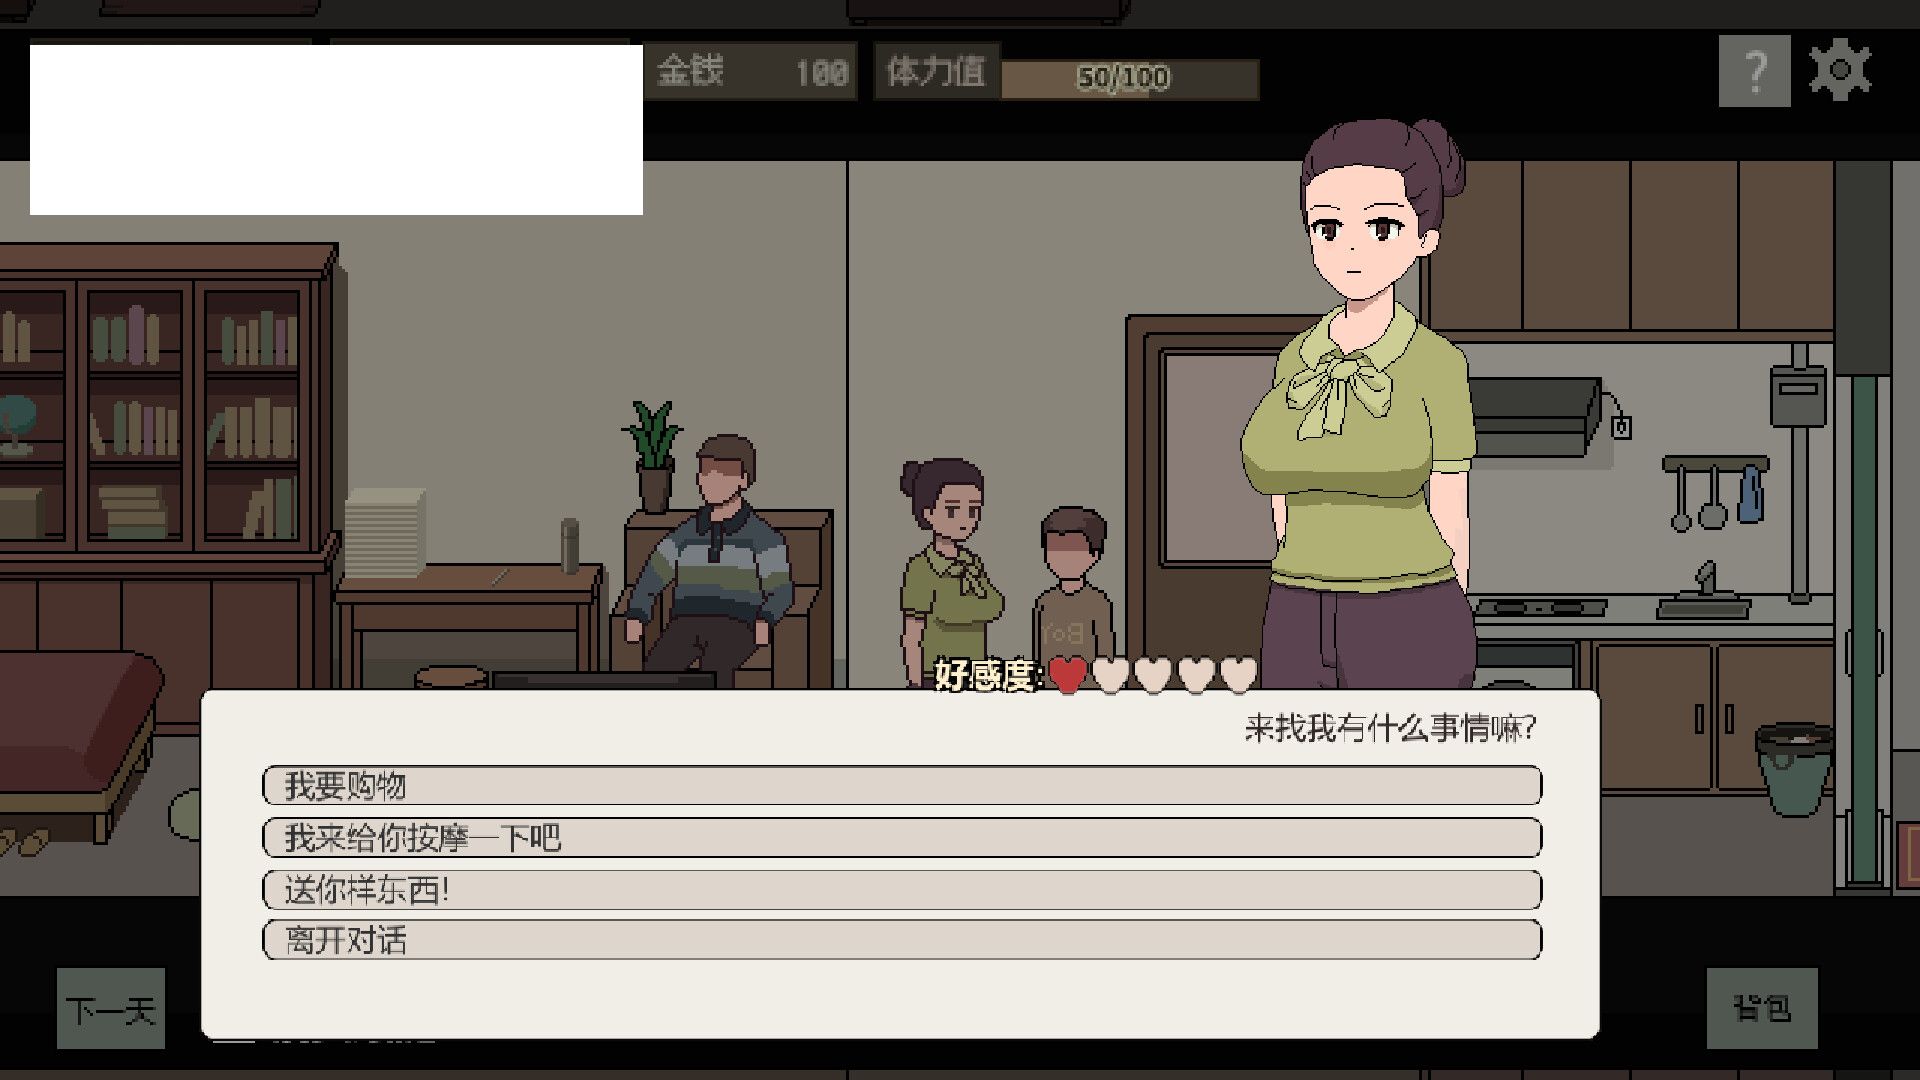 金钱 100 体力值 50/100 ?
BoY
好感度:
来找我有什么事情嘛?
我要购物
我来给你按摩一下吧
送你样东西!
离开对话
下一天
背包